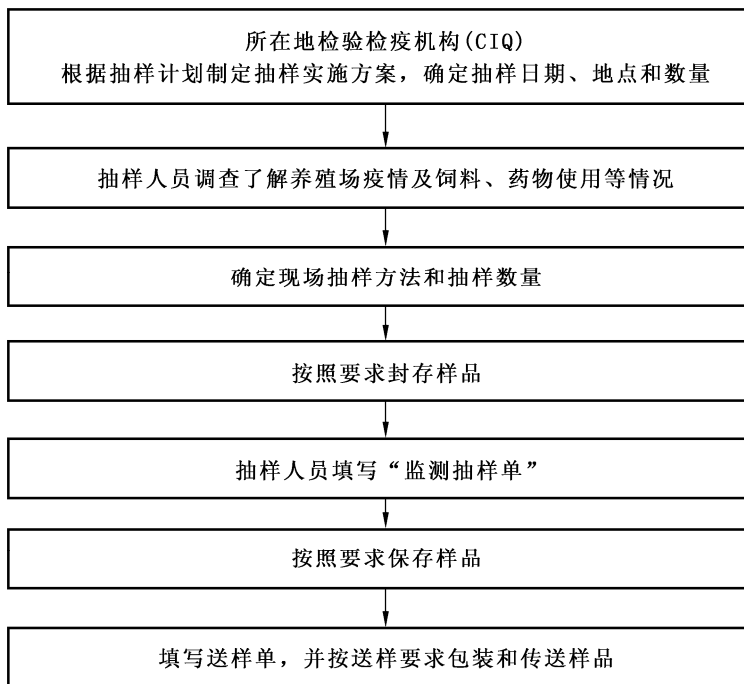 所在地检验检疫机构(CIQ)
根据抽样计划制定抽样实施方案，确定抽样日期、地点和数量
抽样人员调查了解养殖场疫情及饲料、药物使用等情况
确定现场抽样方法和抽样数量
按照要求封存样品
抽样人员填写“监测抽样单”
按照要求保存样品
填写送样单，并按送样要求包装和传送样品